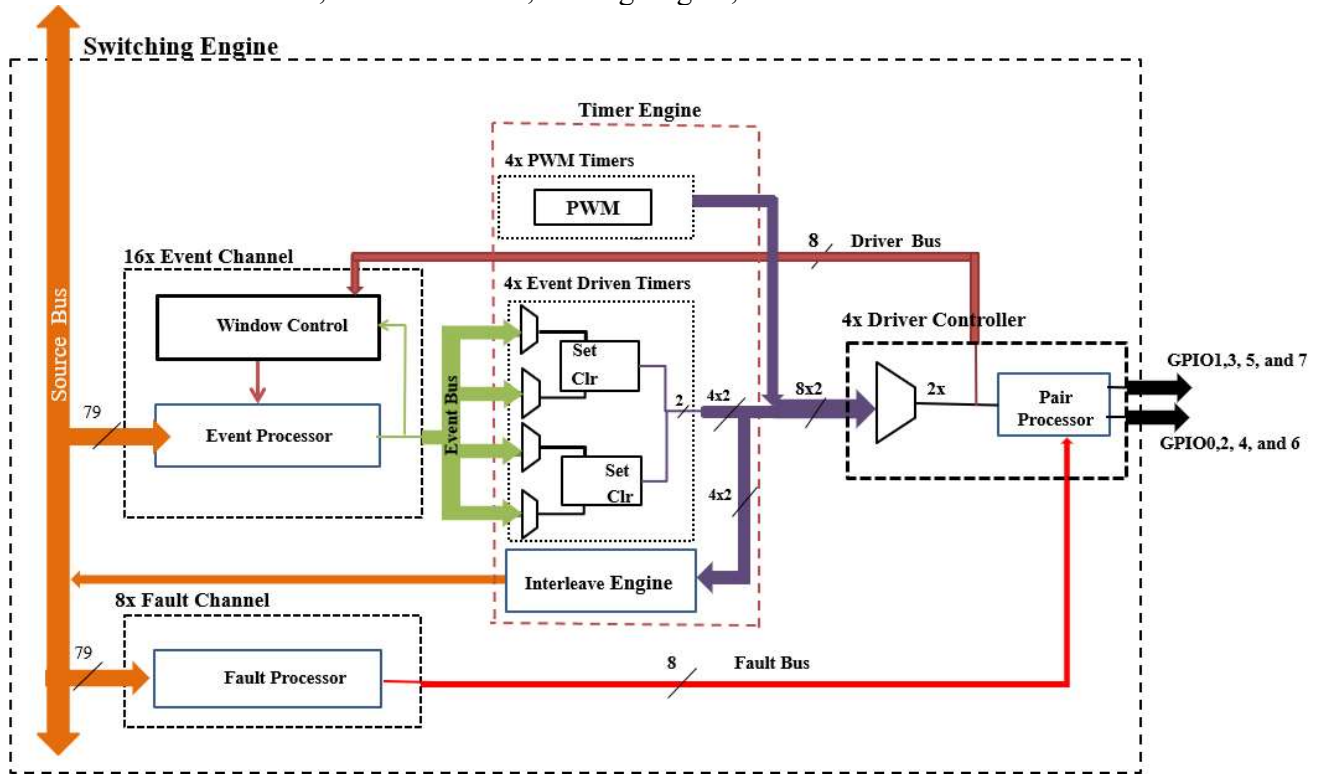 Switching Engine
Timer Engine
4x PWM Timers
PWM
8
Driver Bus
16x Event Channel
4x Event Driven Timers
Window Control
Source Bus
4x Driver Controller
Set
Clr
GPIO1,3, 5, and 7
79
Event Processor
Event Bus
2
4x2
8x2
2x
Pair
Processor
GPIO0,2, 4, and 6
Set
Clr
4x2
Interleave Engine
8x Fault Channel
79
Fault Processor
8
Fault Bus